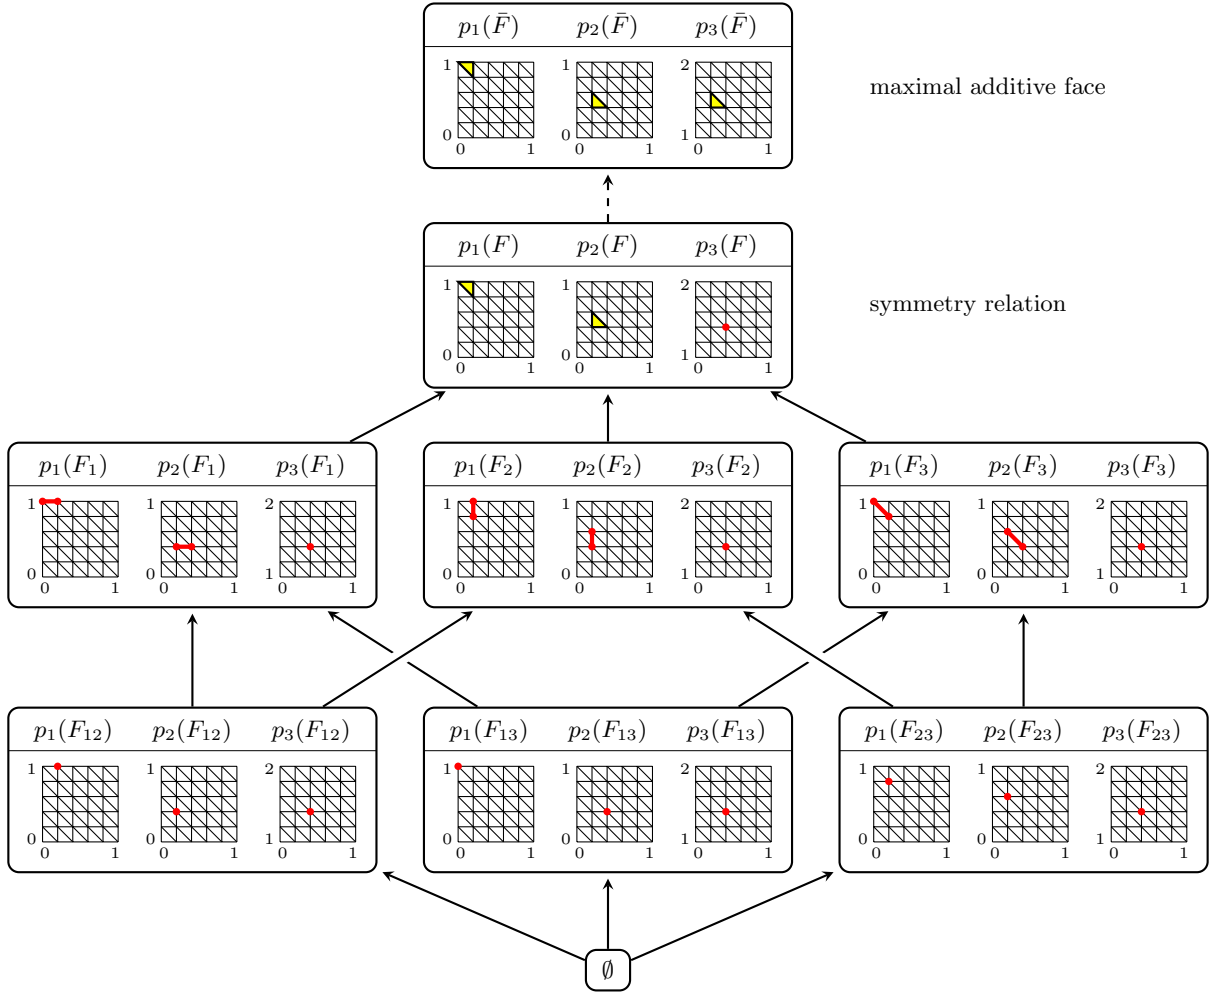 p₁(F̄) p₂(F̄) p₃(F̄)
1 1 2
0 0 1
0 1 0 1 0 1
maximal additive face
p₁(F) p₂(F) p₃(F)
1 1 2
0 0 1
0 1 0 1 0 1
symmetry relation
p₁(F₁) p₂(F₁) p₃(F₁)
1 1 2
0 0 1
0 1 0 1 0 1
p₁(F₂) p₂(F₂) p₃(F₂)
1 1 2
0 0 1
0 1 0 1 0 1
p₁(F₃) p₂(F₃) p₃(F₃)
1 1 2
0 0 1
0 1 0 1 0 1
p₁(F₁₂) p₂(F₁₂) p₃(F₁₂)
1 1 2
0 0 1
0 1 0 1 0 1
p₁(F₁₃) p₂(F₁₃) p₃(F₁₃)
1 1 2
0 0 1
0 1 0 1 0 1
p₁(F₂₃) p₂(F₂₃) p₃(F₂₃)
1 1 2
0 0 1
0 1 0 1 0 1
∅